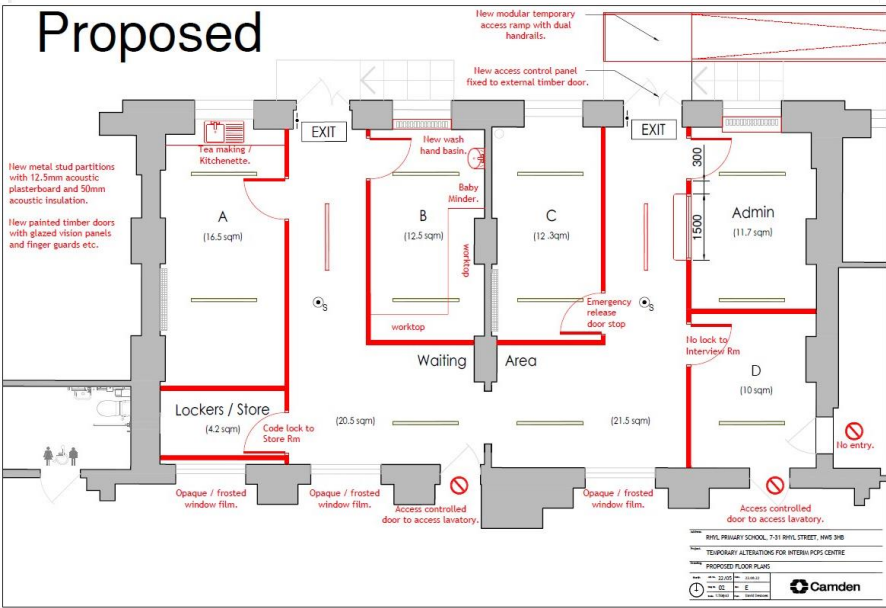 Proposed
New modular temporary
access ramp with dual
handrails.
New access control panel
fixed to external timber door.
EXIT
EXIT
Tea making /
Kitchenette.
New wash
hand basin.
300
New metal stud partitions
with 12.5mm acoustic
plasterboard and 50mm
acoustic insulation.
New painted timber doors
with glazed vision panels
and finger guards etc.
Baby
Minder.
A
(16.5 sqm)
B
(12.5 sqm)
C
(12 .3qm)
1500
Admin
(11.7 sqm)
worktop
S
S
Emergency
release
door stop
worktop
No lock to
Interview Rm
Waiting
Area
D
(10 sqm)
Lockers / Store
(4.2 sqm)
Code lock to
Store Rm
(20.5 sqm)
(21.5 sqm)
No entry.
Opaque / frosted
window film.
Opaque / frosted
window film.
Access controlled
door to access lavatory.
Opaque / frosted
window film.
Access controlled
door to access lavatory.
RHYL PRIMARY SCHOOL, 7-31 RHYL STREET, NW5 3HB
TEMPORARY ALTERATIONS FOR INTERIM PCPS CENTRE
PROPOSED FLOOR PLANS
22/05
02
E
Camden